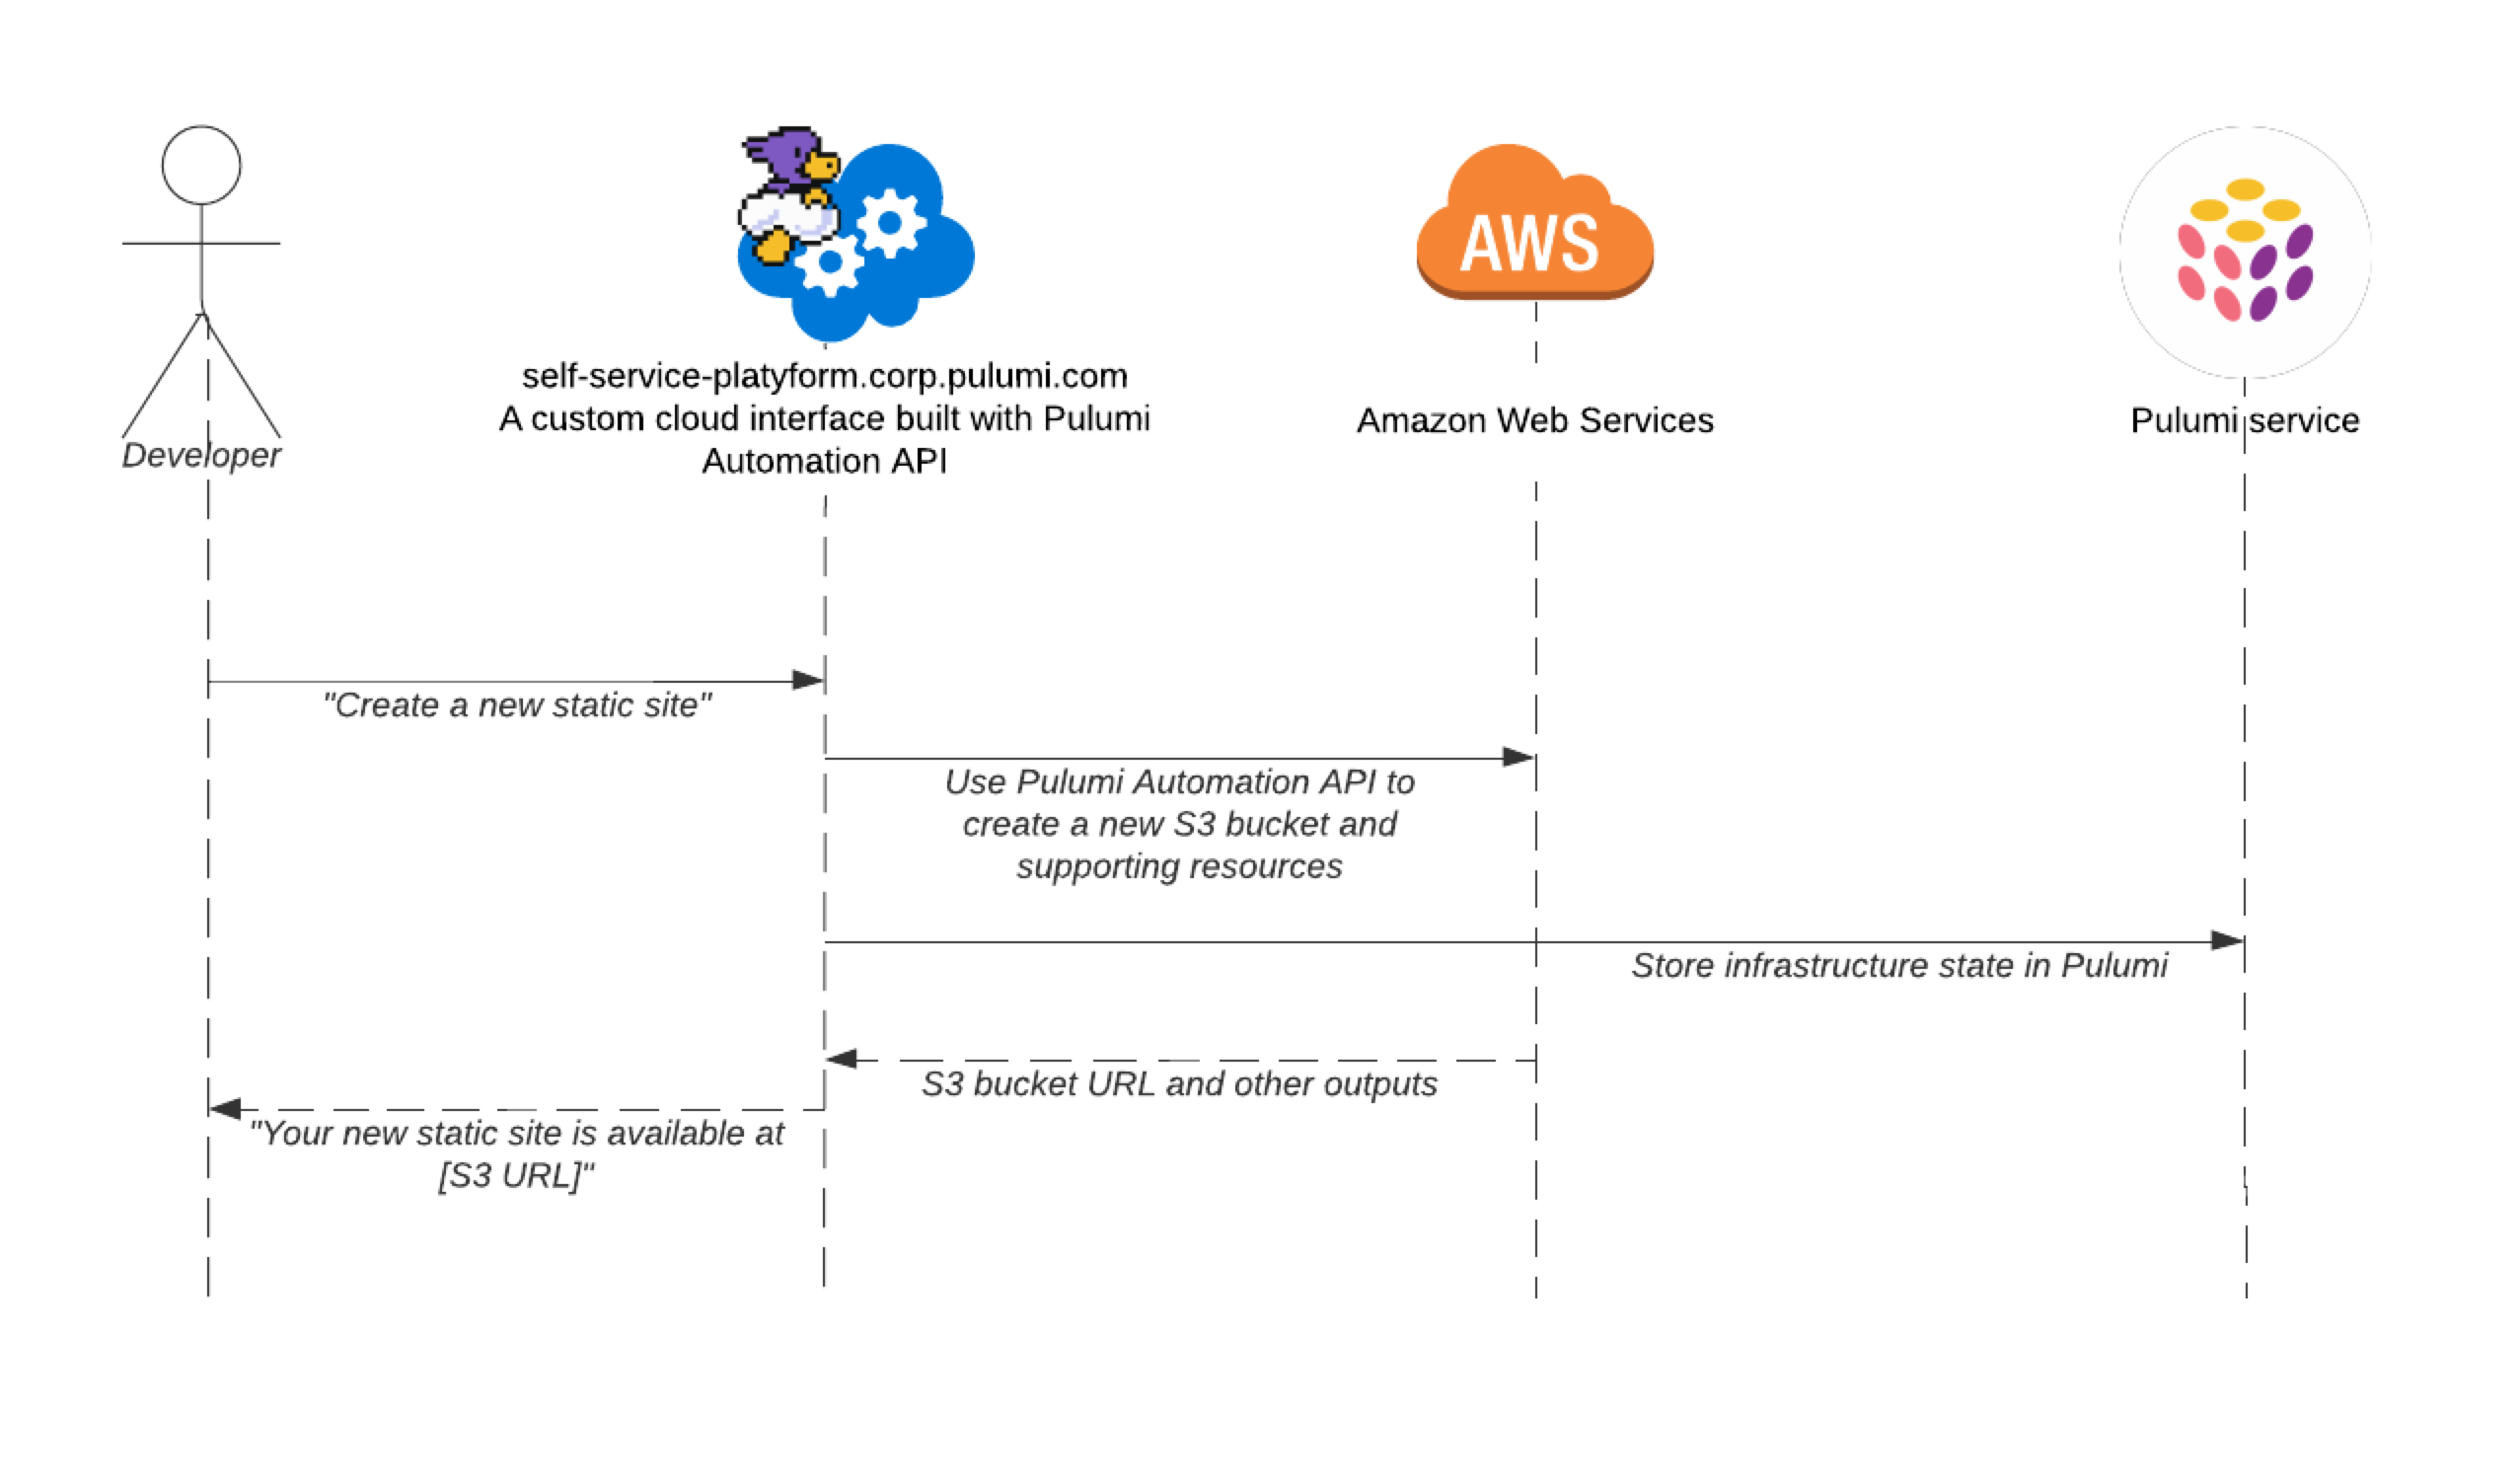 AWS
Developer
self-service-platyform.corp.pulumi.com
A custom cloud interface built with Pulumi
Automation API
Amazon Web Services
Pulumi service
"Create a new static site"
Use Pulumi Automation API to
create a new S3 bucket and
supporting resources
Store infrastructure state in Pulumi
S3 bucket URL and other outputs
"Your new static site is available at
[S3 URL]"